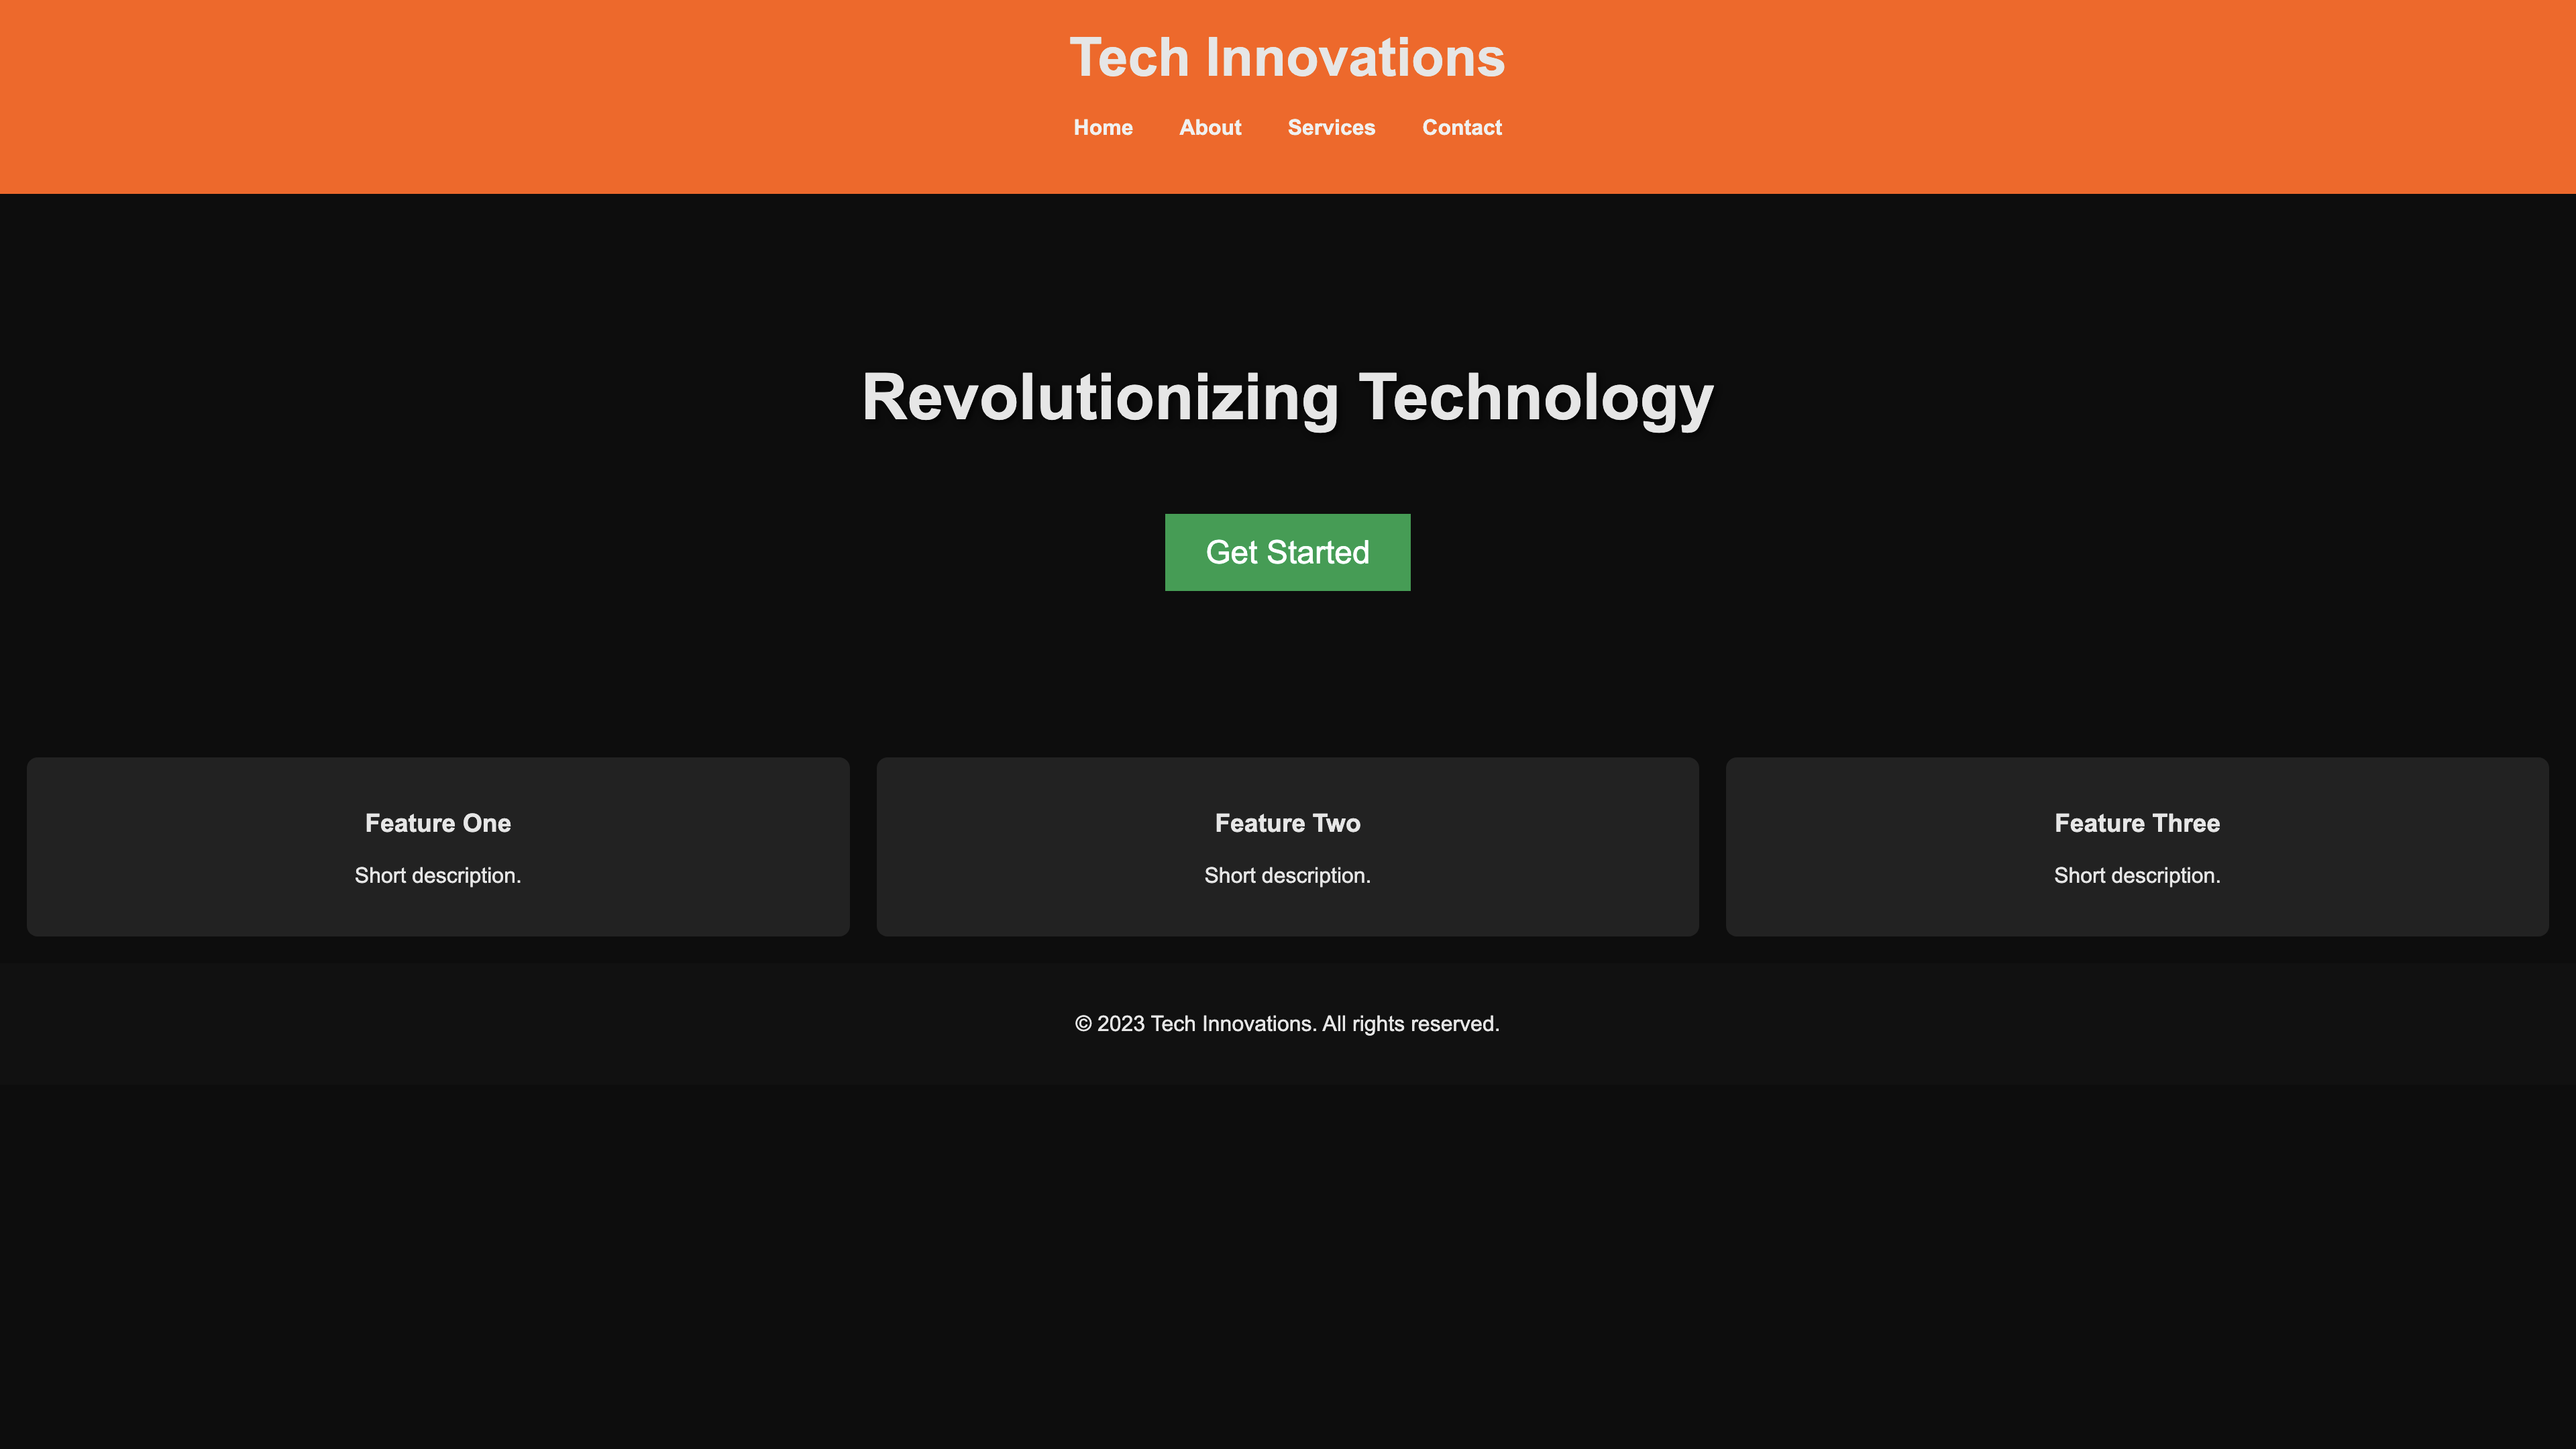 Tech Innovations
Home About Services Contact
Revolutionizing Technology
Get Started
Feature One
Short description.
Feature Two
Short description.
Feature Three
Short description.
© 2023 Tech Innovations. All rights reserved.